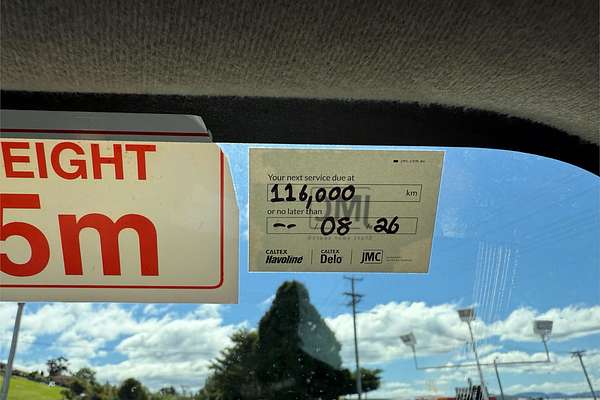 EIGHT
5m
Your next service due at
116,000 km
or no later than
-- 08 26
JMC
CALTEX Havoline
CALTEX Delo
JMC